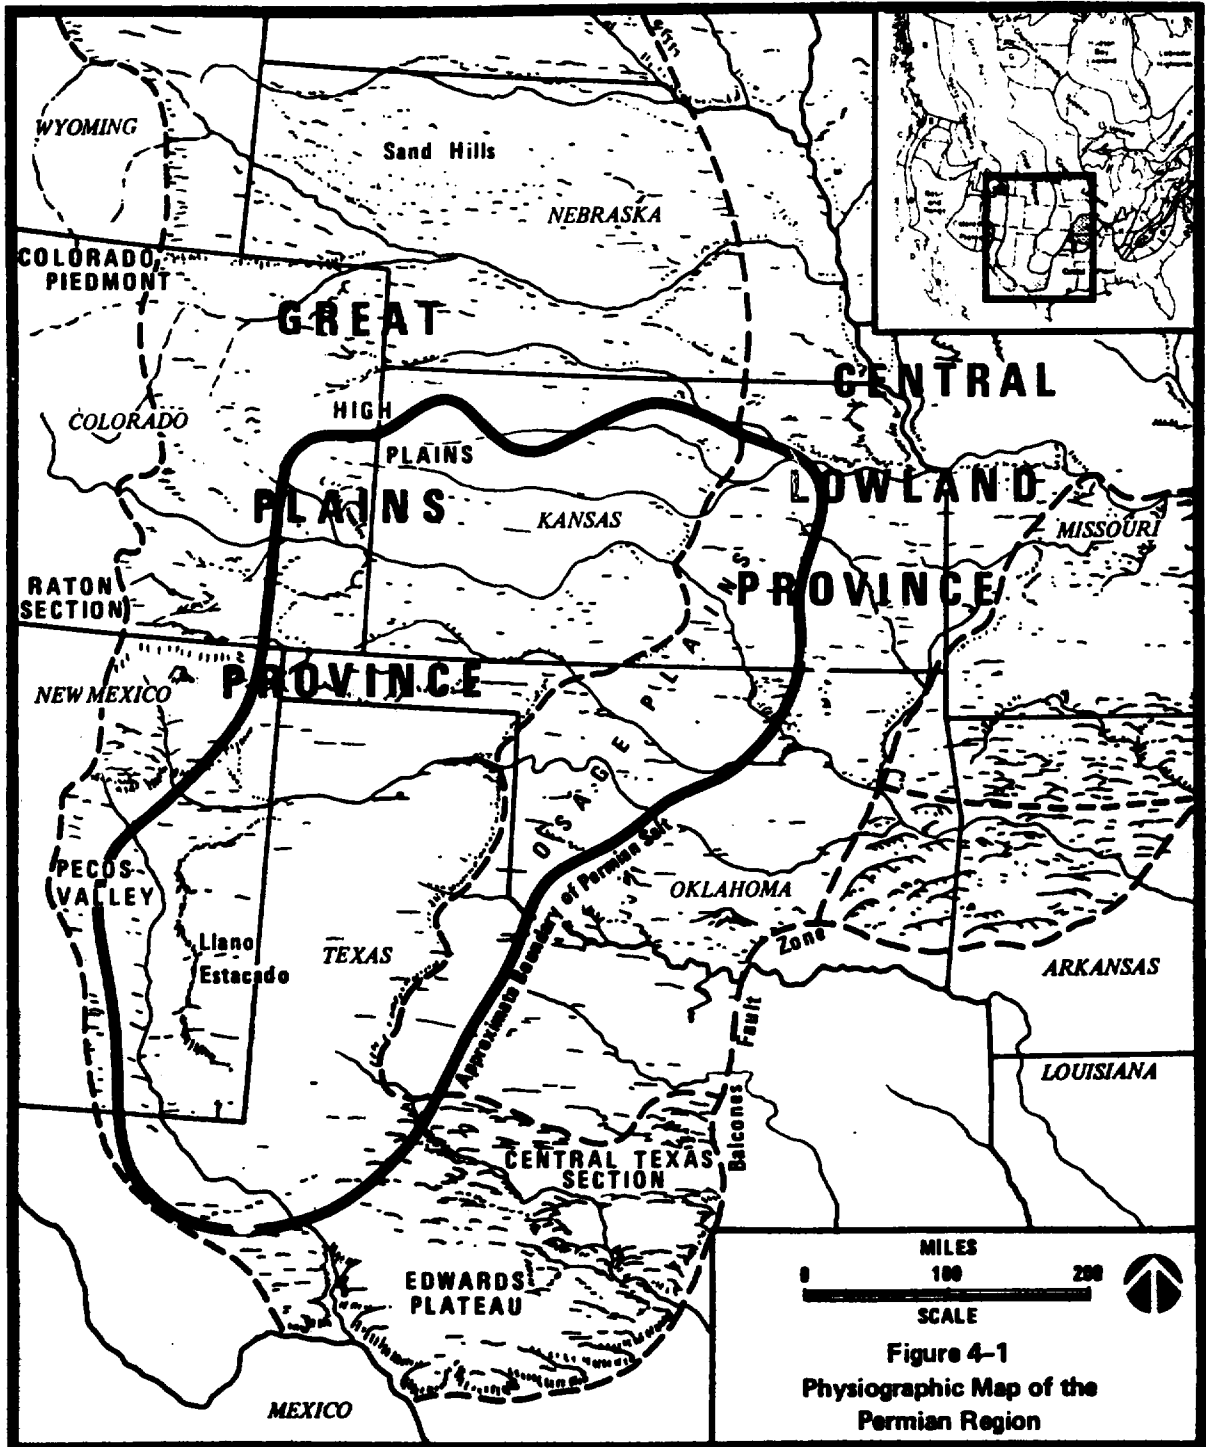 WYOMING
Sand Hills
NEBRASKA
COLORADO
PIEDMONT
GREAT
CENTRAL
HIGH
COLORADO
PLAINS
LOWLAND
PLAINS
KANSAS
MISSOURI
RATON
SECTION
PROVINCE
NEW MEXICO
PROVINCE
OSAGE PLAINS
PECOS
VALLEY
OKLAHOMA
Approximate Boundary of Permian Salt
Llano
Estacado
TEXAS
Balcones Fault Zone
ARKANSAS
LOUISIANA
CENTRAL TEXAS
SECTION
EDWARDS
PLATEAU
MEXICO
MILES
0 100 200
SCALE
Figure 4-1
Physiographic Map of the
Permian Region